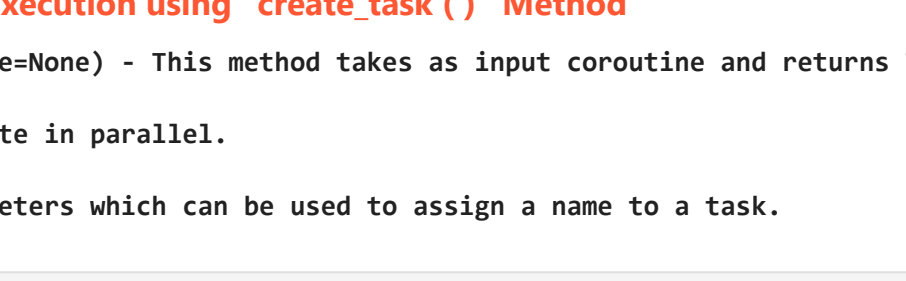 xecution using "create_task ( )" Method
e=None) - This method takes as input coroutine and returns
te in parallel.
eters which can be used to assign a name to a task.